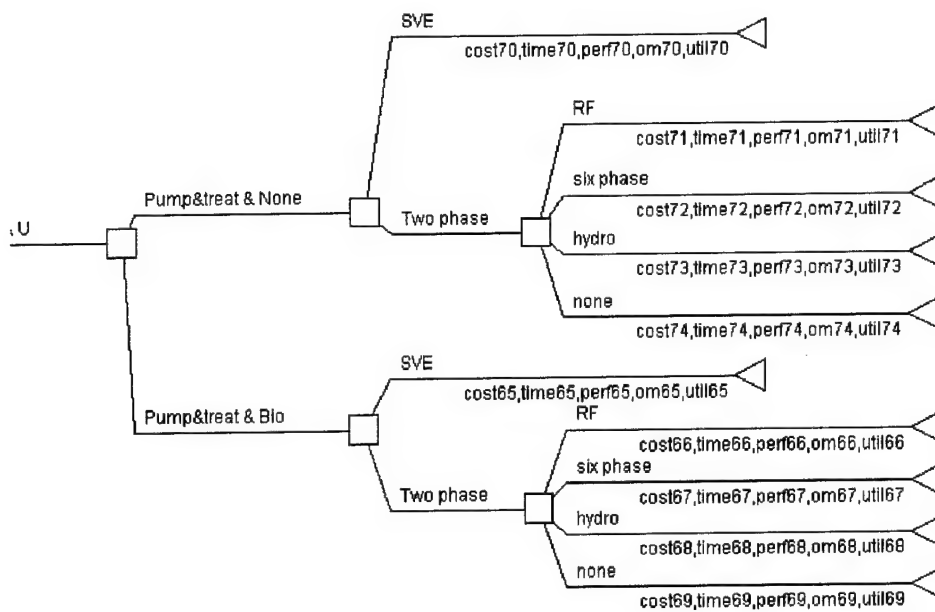 SVE
cost70,time70,perf70,om70,util70
RF
cost71,time71,perf71,om71,util71
six phase
Pump&treat & None
cost72,time72,perf72,om72,util72
Two phase
U
hydro
cost73,time73,perf73,om73,util73
none
cost74,time74,perf74,om74,util74
SVE
cost65,time65,perf65,om65,util65
RF
Pump&treat & Bio
cost66,time66,perf66,om66,util66
six phase
Two phase
cost67,time67,perf67,om67,util67
hydro
cost68,time68,perf68,om68,util68
none
cost69,time69,perf69,om69,util69